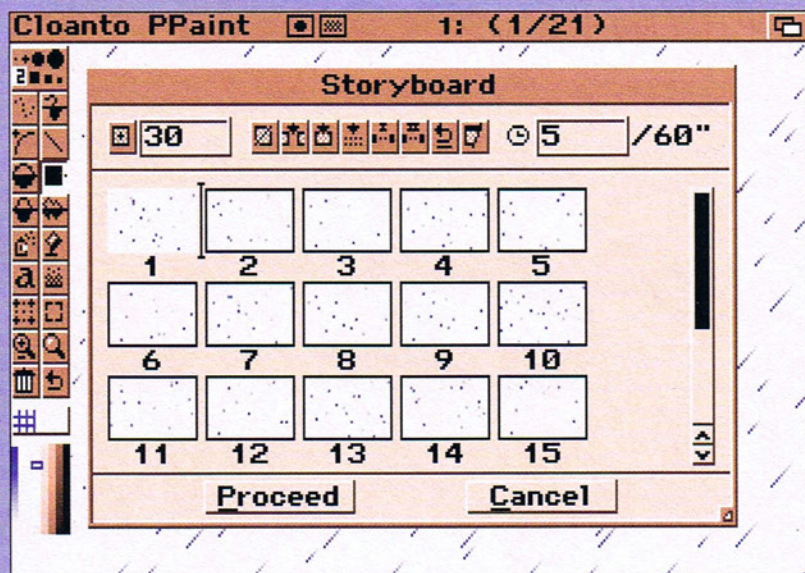 Cloanto PPaint 1: (1/21)
Storyboard
30 5 /60"
1 2 3 4 5
6 7 8 9 10
11 12 13 14 15
Proceed Cancel
2
a